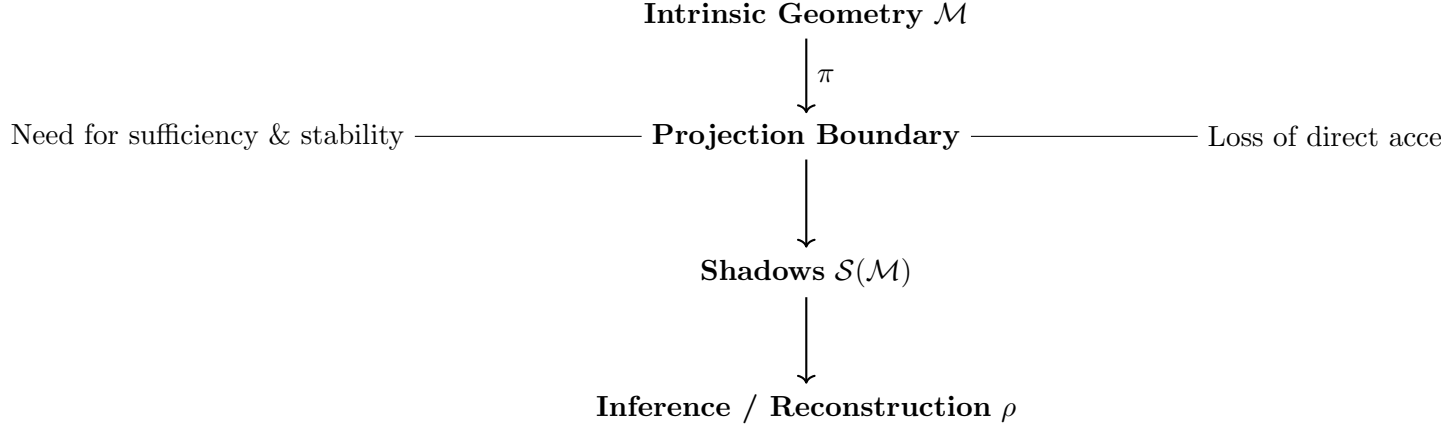 Intrinsic Geometry ℳ
π
Need for sufficiency & stability
Projection Boundary
Loss of direct acce
Shadows 𝒮(ℳ)
Inference / Reconstruction ρ